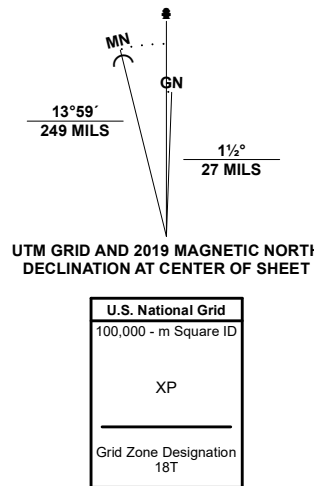 MN
GN
13°59´
249 MILS
1½°
27 MILS
UTM GRID AND 2019 MAGNETIC NORTH
DECLINATION AT CENTER OF SHEET
U.S. National Grid
100,000 - m Square ID
XP
Grid Zone Designation
18T